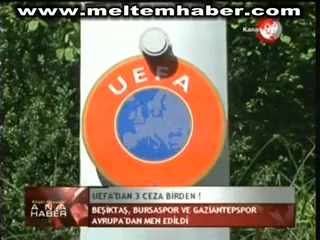 www.meltemhaber.com
Kanal
UEFA
UEFA'DAN 3 CEZA BİRDEN !
ANA
HABER
BEŞİKTAŞ, BURSASPOR VE GAZİANTEPSPOR
AVRUPA'DAN MEN EDİLDİ